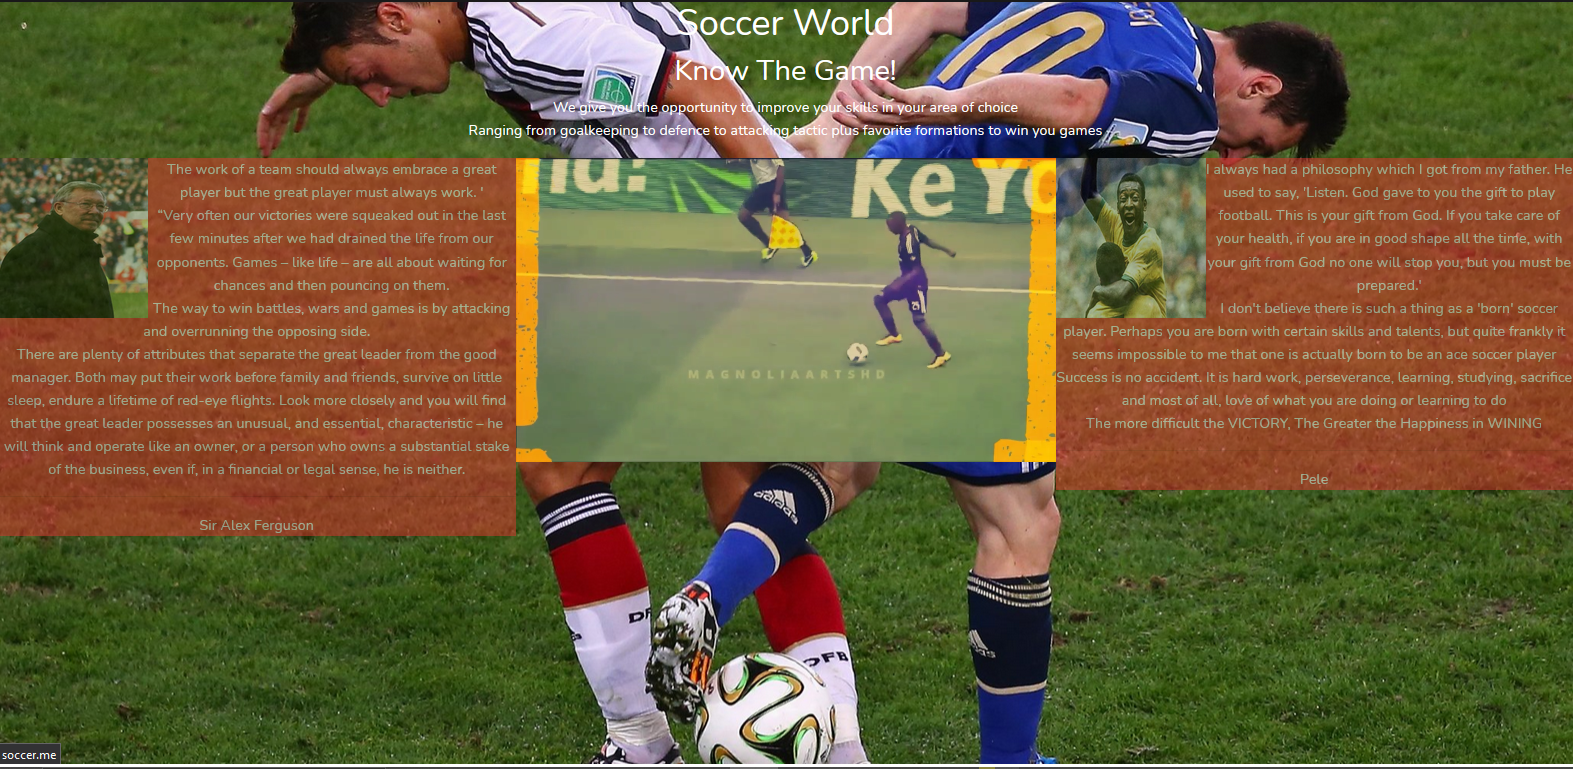 Soccer World
Know The Game!
We give you the opportunity to improve your skills in your area of choice
Ranging from goalkeeping to defence to attacking tactic plus favorite formations to win you games
The work of a team should always embrace a great
player but the great player must always work. '
“Very often our victories were squeaked out in the last
few minutes after we had drained the life from our
opponents. Games – like life – are all about waiting for
chances and then pouncing on them.
The way to win battles, wars and games is by attacking
and overrunning the opposing side.
There are plenty of attributes that separate the great leader from the good
manager. Both may put their work before family and friends, survive on little
sleep, endure a lifetime of red-eye flights. Look more closely and you will find
that the great leader possesses an unusual, and essential, characteristic – he
will think and operate like an owner, or a person who owns a substantial stake
of the business, even if, in a financial or legal sense, he is neither.
Sir Alex Ferguson
Ke Yo
MAGNOLIAARTSHD
I always had a philosophy which I got from my father. He
used to say, 'Listen. God gave to you the gift to play
football. This is your gift from God. If you take care of
your health, if you are in good shape all the time, with
your gift from God no one will stop you, but you must be
prepared.'
I don't believe there is such a thing as a 'born' soccer
player. Perhaps you are born with certain skills and talents, but quite frankly it
seems impossible to me that one is actually born to be an ace soccer player
Success is no accident. It is hard work, perseverance, learning, studying, sacrifice
and most of all, love of what you are doing or learning to do
The more difficult the VICTORY, The Greater the Happiness in WINING
Pele
adidas
DFB
soccer.me